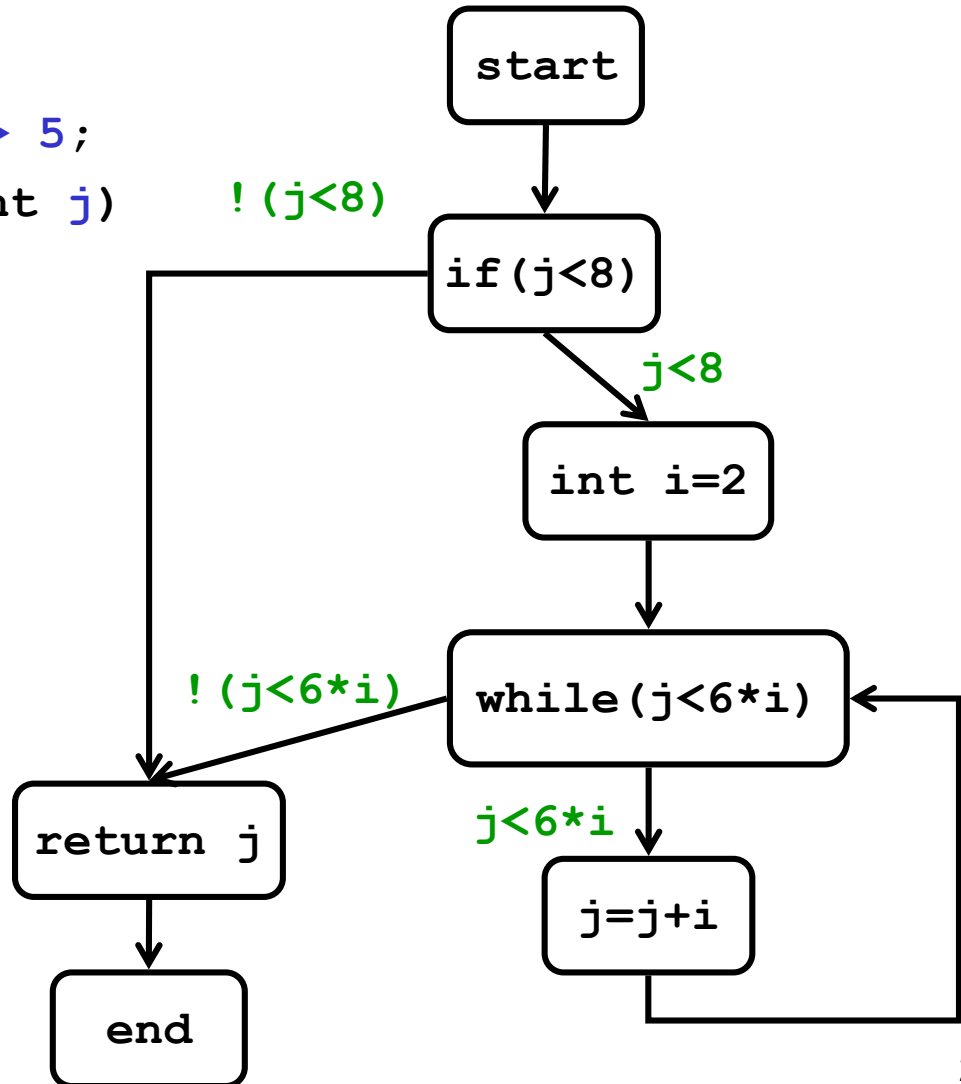 start
5;
j)
!(j<8)
if(j<8)
j<8
int i=2
!(j<6*i)
while(j<6*i)
j<6*i
return j
j=j+i
end